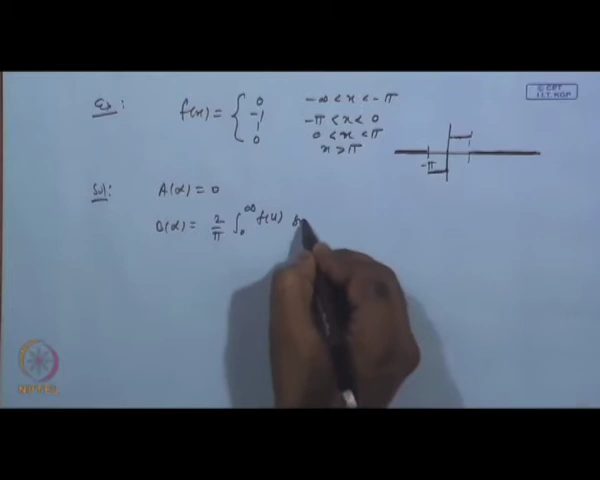 © CET
I.I.T. KGP
Ex: f(x) = { 0 -∞ < x < -π
-1 -π < x < 0
1 0 < x < π
0 x > π
-π
Sol: A(α) = 0
B(α) = 2/π ∫₀^∞ f(u)
NPTEL